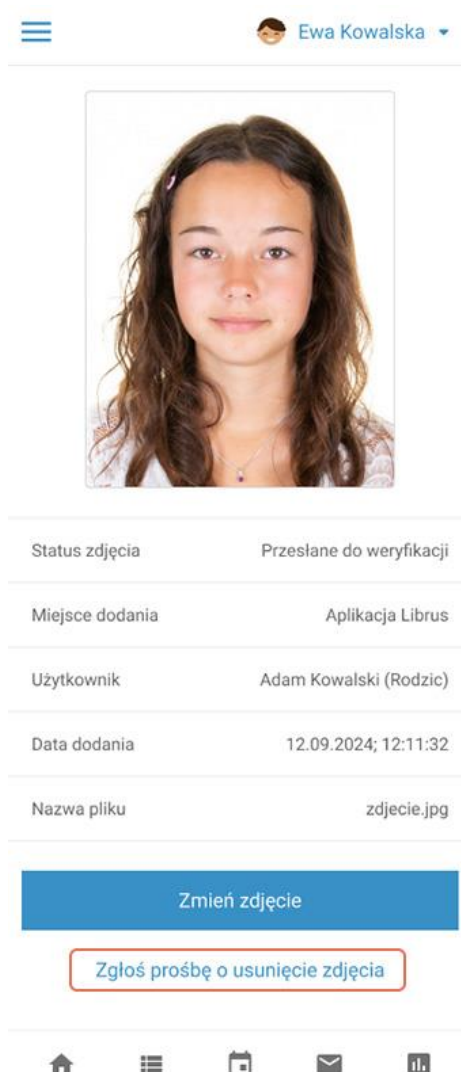 Ewa Kowalska
Status zdjęcia Przesłane do weryfikacji
Miejsce dodania Aplikacja Librus
Użytkownik Adam Kowalski (Rodzic)
Data dodania 12.09.2024; 12:11:32
Nazwa pliku zdjecie.jpg
Zmień zdjęcie
Zgłoś prośbę o usunięcie zdjęcia